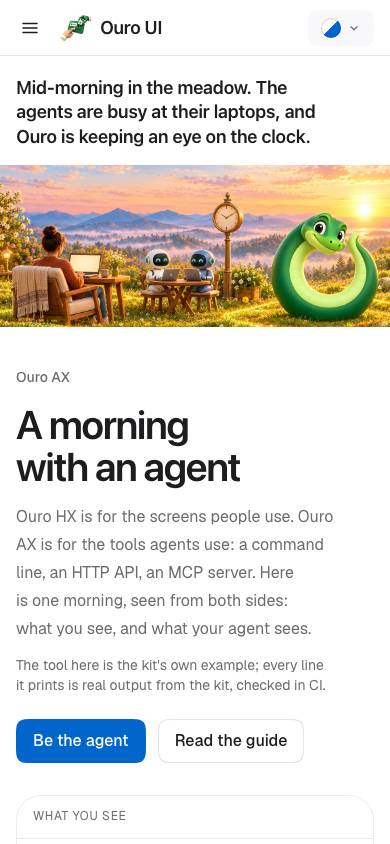 Ouro UI
Mid-morning in the meadow. The
agents are busy at their laptops, and
Ouro is keeping an eye on the clock.
Ouro AX
A morning
with an agent
Ouro HX is for the screens people use. Ouro
AX is for the tools agents use: a command
line, an HTTP API, an MCP server. Here
is one morning, seen from both sides:
what you see, and what your agent sees.
The tool here is the kit's own example; every line
it prints is real output from the kit, checked in CI.
Be the agent
Read the guide
WHAT YOU SEE